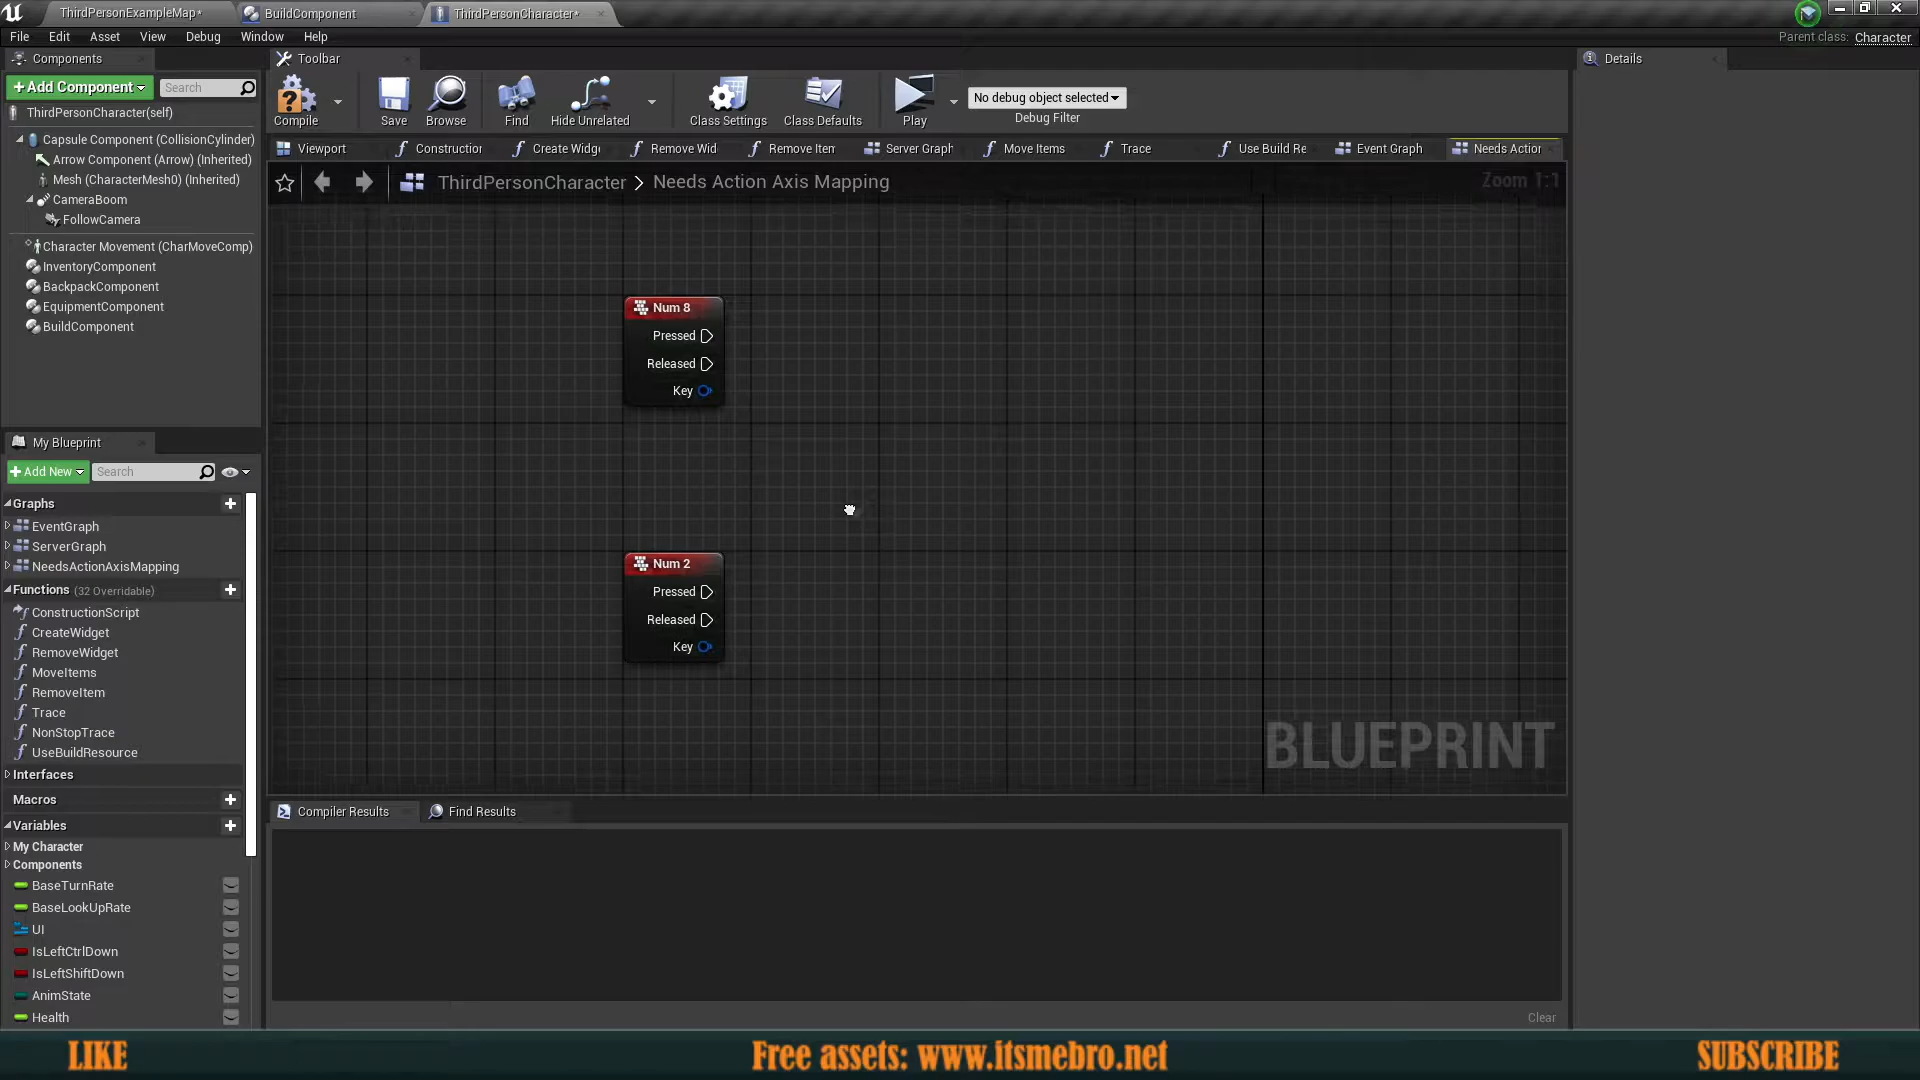 ThirdPersonExampleMap*
BuildComponent
ThirdPersonCharacter*
File Edit Asset View Debug Window Help
Parent class: Character
Components
Toolbar
Details
+Add Component
Search
ThirdPersonCharacter(self)
Capsule Component (CollisionCylinder)
Arrow Component (Arrow) (Inherited)
Mesh (CharacterMesh0) (Inherited)
CameraBoom
FollowCamera
Character Movement (CharMoveComp)
InventoryComponent
BackpackComponent
EquipmentComponent
BuildComponent
Compile
Save
Browse
Find
Hide Unrelated
Class Settings
Class Defaults
Play
No debug object selected
Debug Filter
Viewport
Construction
Create Widg
Remove Wid
Remove Item
Server Graph
Move Items
Trace
Use Build Re
Event Graph
Needs Action
ThirdPersonCharacter > Needs Action Axis Mapping
Zoom 1:1
Num 8
Pressed
Released
Key
Num 2
Pressed
Released
Key
BLUEPRINT
My Blueprint
+Add New
Search
Graphs
EventGraph
ServerGraph
NeedsActionAxisMapping
Functions (32 Overridable)
ConstructionScript
CreateWidget
RemoveWidget
MoveItems
RemoveItem
Trace
NonStopTrace
UseBuildResource
Interfaces
Macros
Variables
My Character
Components
BaseTurnRate
BaseLookUpRate
UI
IsLeftCtrlDown
IsLeftShiftDown
AnimState
Health
Compiler Results
Find Results
Clear
LIKE
Free assets: www.itsmebro.net
SUBSCRIBE